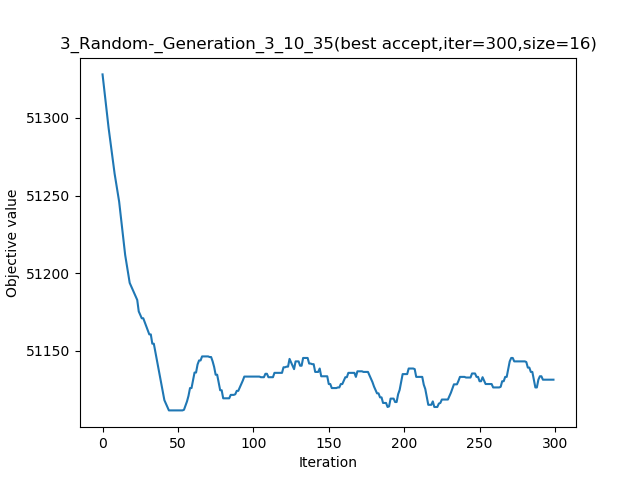 3_Random-_Generation_3_10_35(best accept,iter=300,size=16)
51300
51250
51200
51150
Objective value
0 50 100 150 200 250 300
Iteration